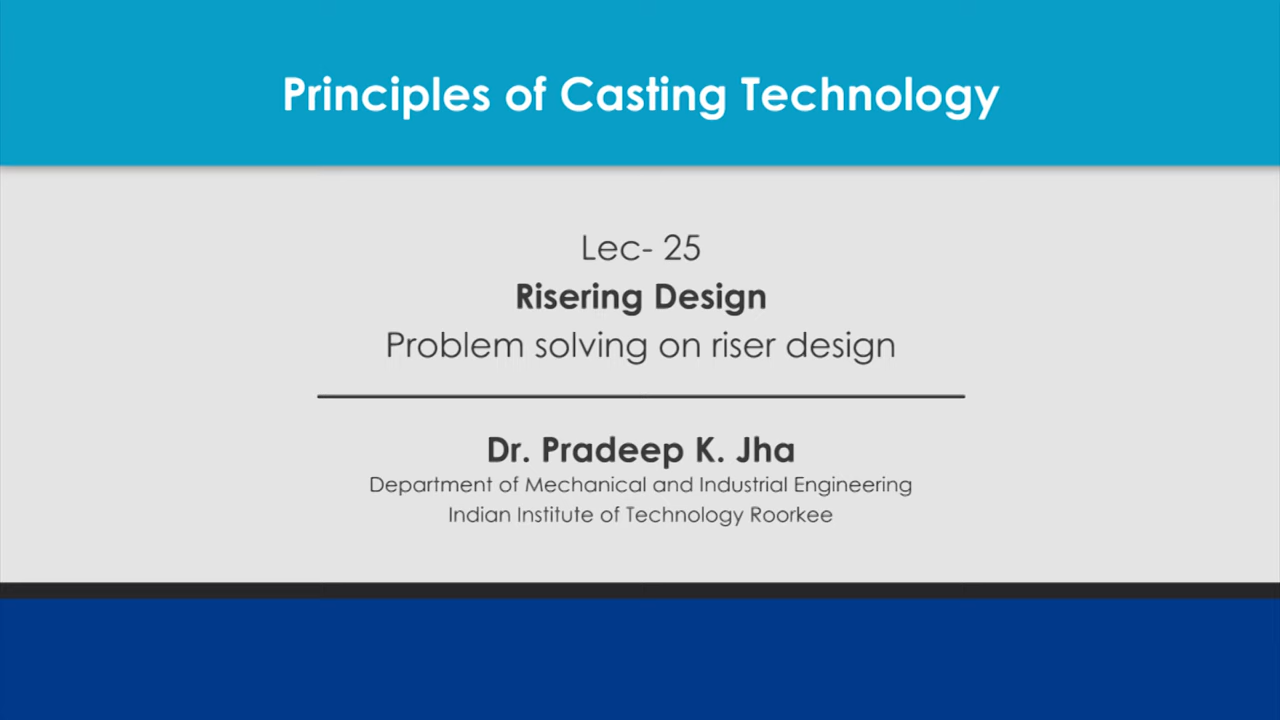 Principles of Casting Technology
Lec- 25
Risering Design
Problem solving on riser design
Dr. Pradeep K. Jha
Department of Mechanical and Industrial Engineering
Indian Institute of Technology Roorkee